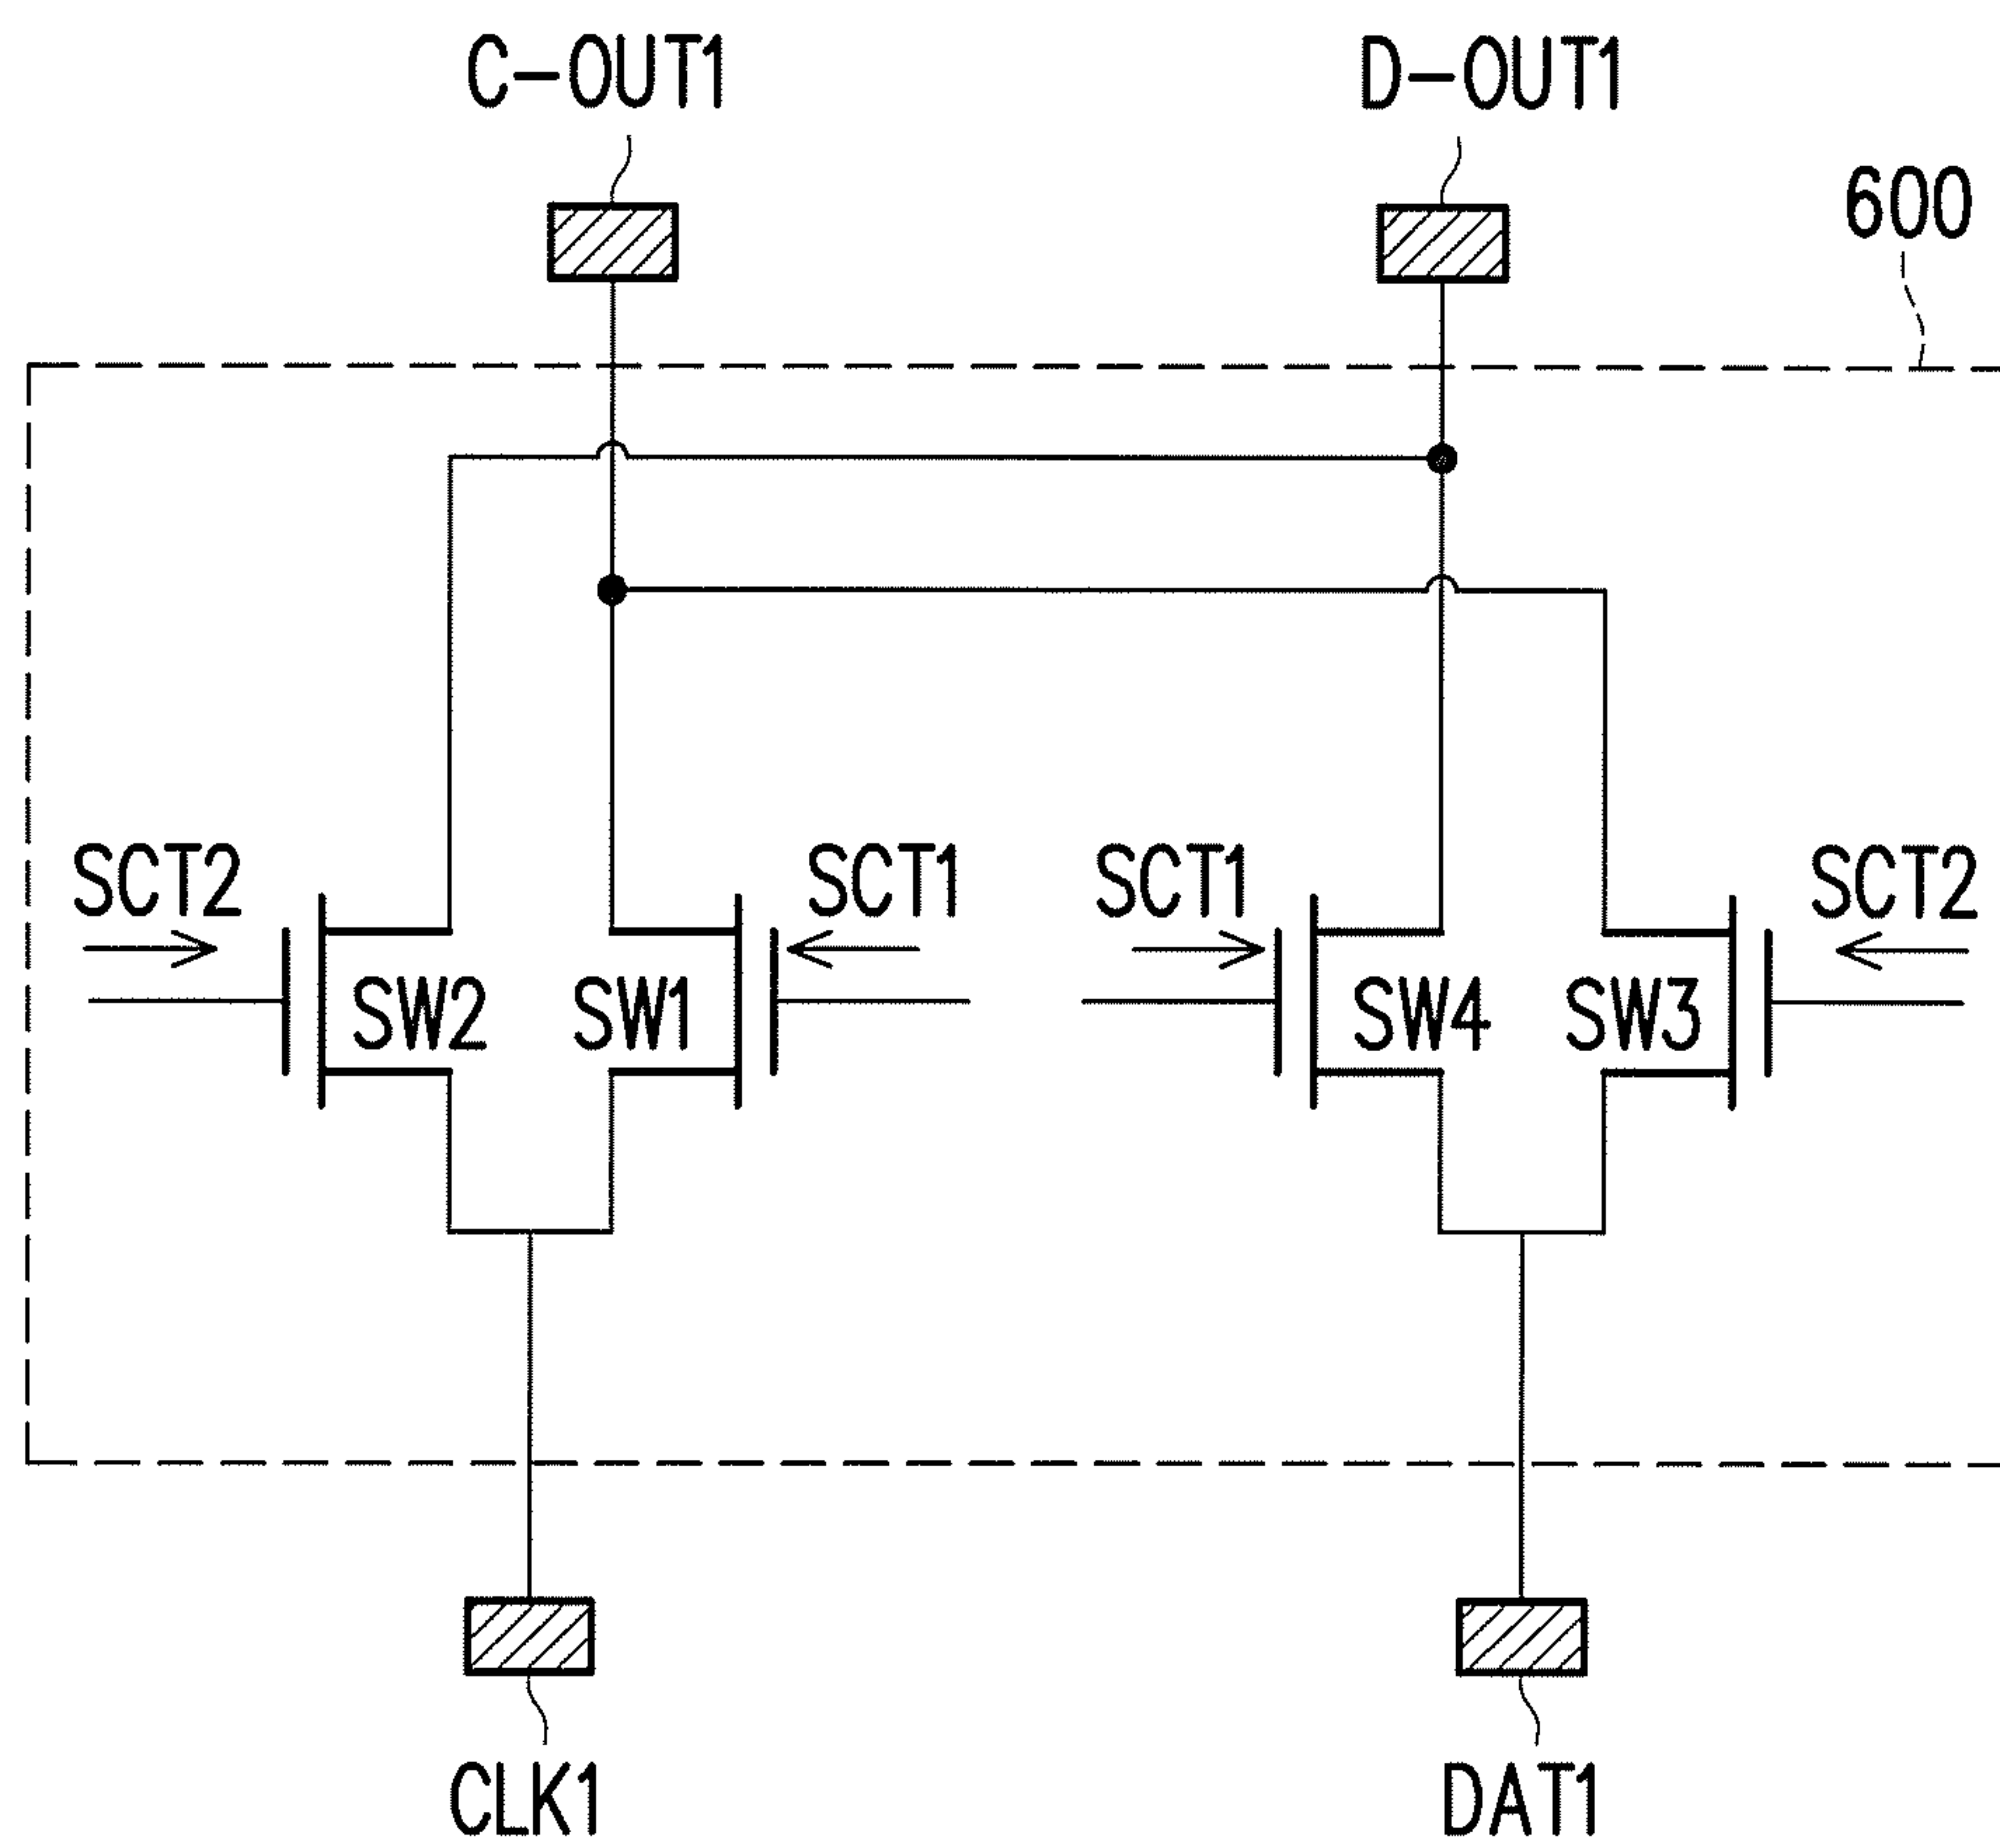 C-OUT1
D-OUT1
600
SCT2
SCT1
SCT1
SCT2
SW2
SW1
SW4
SW3
CLK1
DAT1